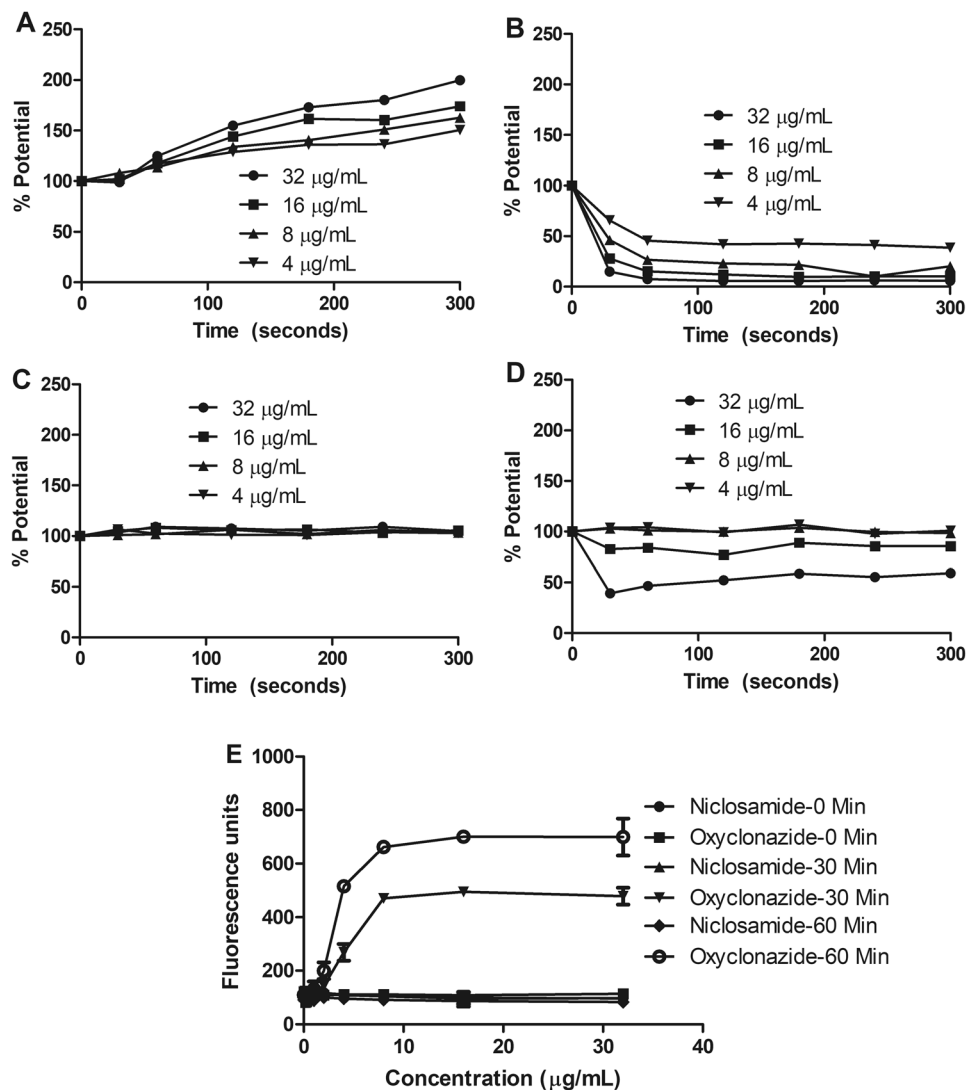 A
% Potential
250
200
150
100
50
0
32 µg/mL
16 µg/mL
8 µg/mL
4 µg/mL
0 100 200 300
Time (seconds)
B
% Potential
250
200
150
100
50
0
32 µg/mL
16 µg/mL
8 µg/mL
4 µg/mL
0 100 200 300
Time (seconds)
C
% Potential
250
200
150
100
50
0
32 µg/mL
16 µg/mL
8 µg/mL
4 µg/mL
0 100 200 300
Time (seconds)
D
% Potential
250
200
150
100
50
0
32 µg/mL
16 µg/mL
8 µg/mL
4 µg/mL
0 100 200 300
Time (seconds)
E
Fluorescence units
1000
800
600
400
200
0
Niclosamide-0 Min
Oxyclonazide-0 Min
Niclosamide-30 Min
Oxyclonazide-30 Min
Niclosamide-60 Min
Oxyclonazide-60 Min
0 10 20 30 40
Concentration (µg/mL)